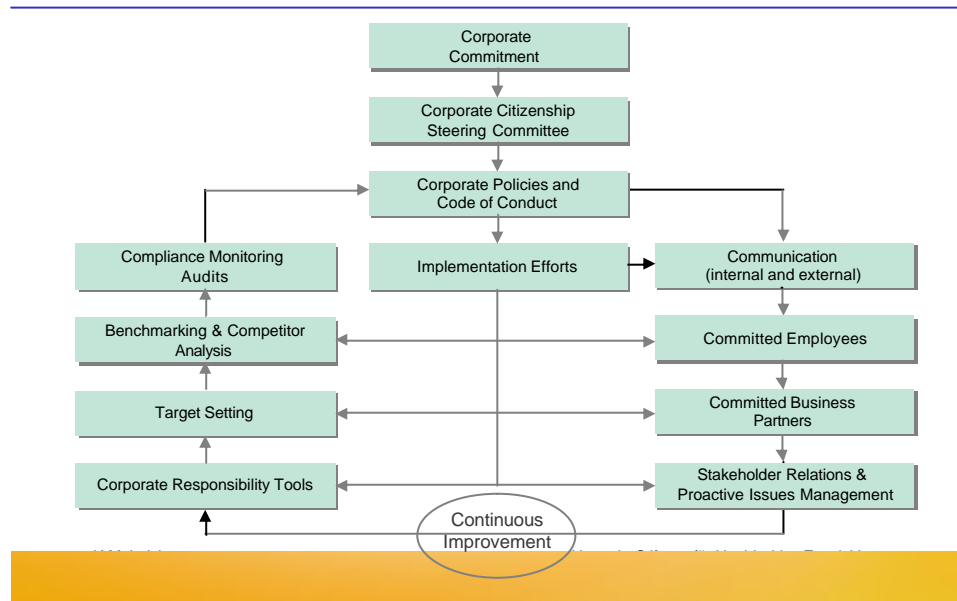 Corporate
Commitment
Corporate Citizenship
Steering Committee
Corporate Policies and
Code of Conduct
Compliance Monitoring
Audits
Implementation Efforts
Communication
(internal and external)
Benchmarking & Competitor
Analysis
Committed Employees
Target Setting
Committed Business
Partners
Corporate Responsibility Tools
Stakeholder Relations &
Proactive Issues Management
Continuous
Improvement